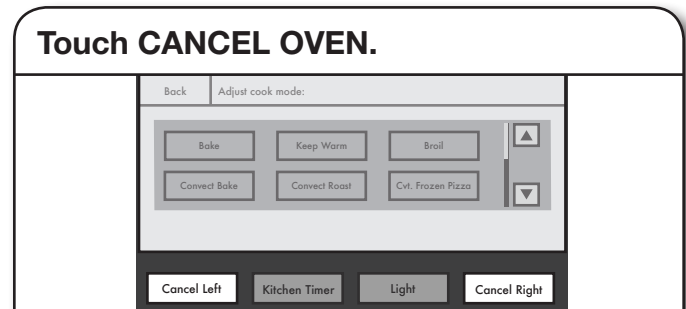 Touch CANCEL OVEN.
Back Adjust cook mode:
Bake Keep Warm Broil
Convect Bake Convect Roast Cvt. Frozen Pizza
Cancel Left Kitchen Timer Light Cancel Right